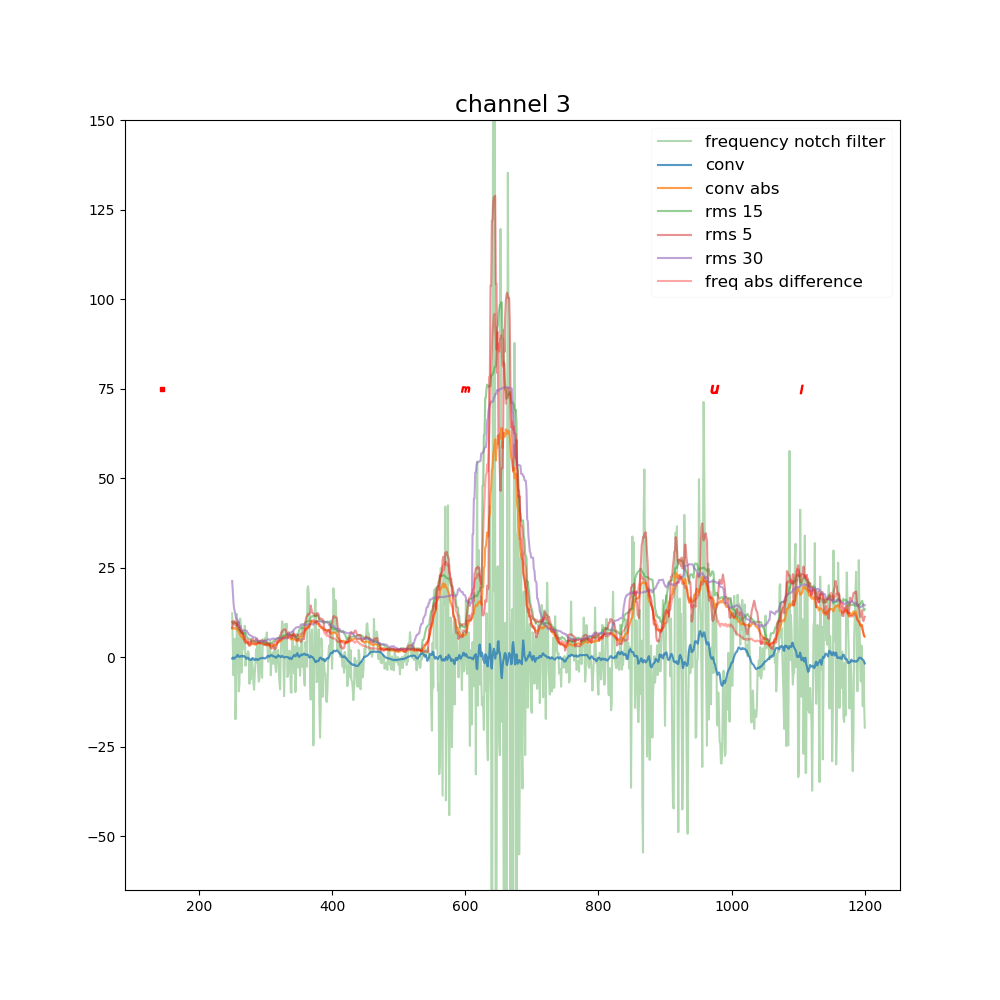 channel 3
150
125
100
75
50
25
0
−25
−50
frequency notch filter
conv
conv abs
rms 15
rms 5
rms 30
freq abs difference
m u l
200 400 600 800 1000 1200